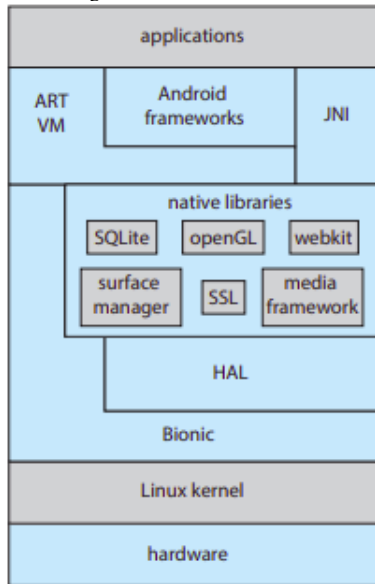 applications
ART
VM
Android
frameworks
JNI
native libraries
SQLite
openGL
webkit
surface
manager
SSL
media
framework
HAL
Bionic
Linux kernel
hardware